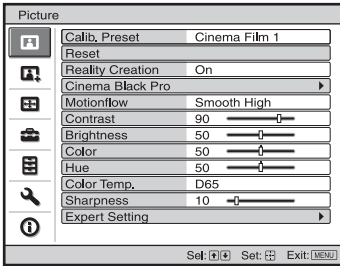 Picture
Calib. Preset Cinema Film 1
Reset
Reality Creation On
Cinema Black Pro
Motionflow Smooth High
Contrast 90
Brightness 50
Color 50
Hue 50
Color Temp. D65
Sharpness 10
Expert Setting
Sel: Set: Exit: MENU